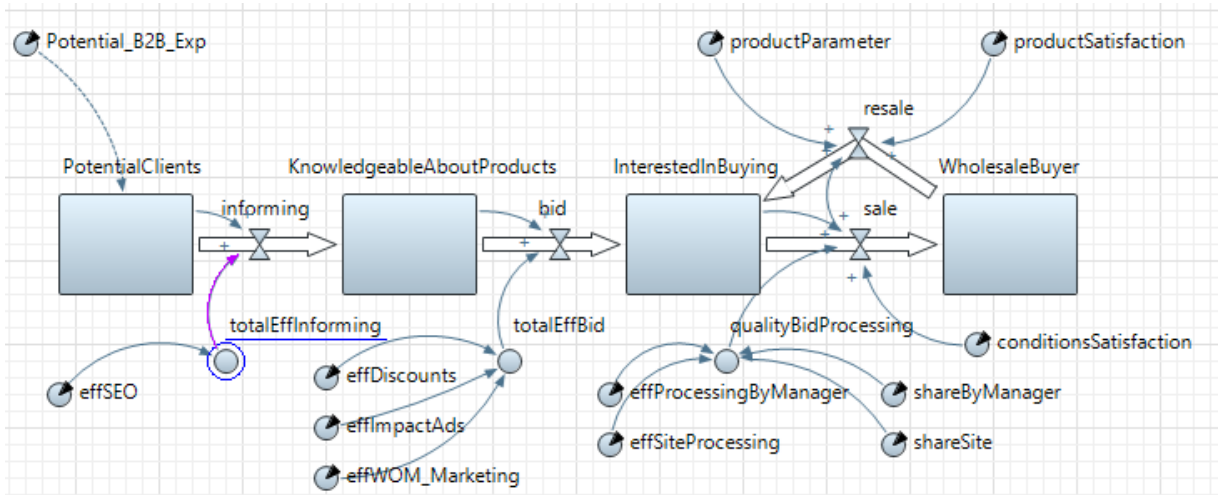 Potential_B2B_Exp
productParameter
productSatisfaction
resale
PotentialClients
KnowledgeableAboutProducts
InterestedInBuying
WholesaleBuyer
informing
bid
sale
totalEffInforming
totalEffBid
qualityBidProcessing
conditionsSatisfaction
effSEO
effDiscounts
effProcessingByManager
shareByManager
effImpactAds
effSiteProcessing
shareSite
effWOM_Marketing